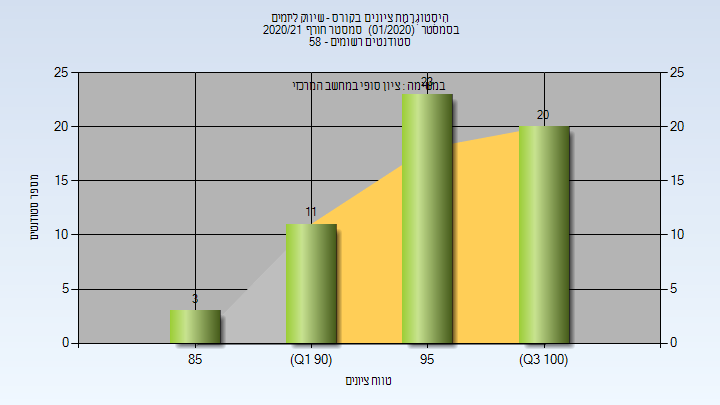 היסטוגרמת ציונים בקורס - שיווק ליזמים
בסמסטר (01/2020) סמסטר חורף 2020/21
סטודנטים רשומים - 58
במשימה : ציון סופי במחשב המרכזי
25
20
15
10
5
0
25
20
15
10
5
0
3
11
23
20
85
(Q1 90)
95
(Q3 100)
מספר סטודנטים
טווח ציונים